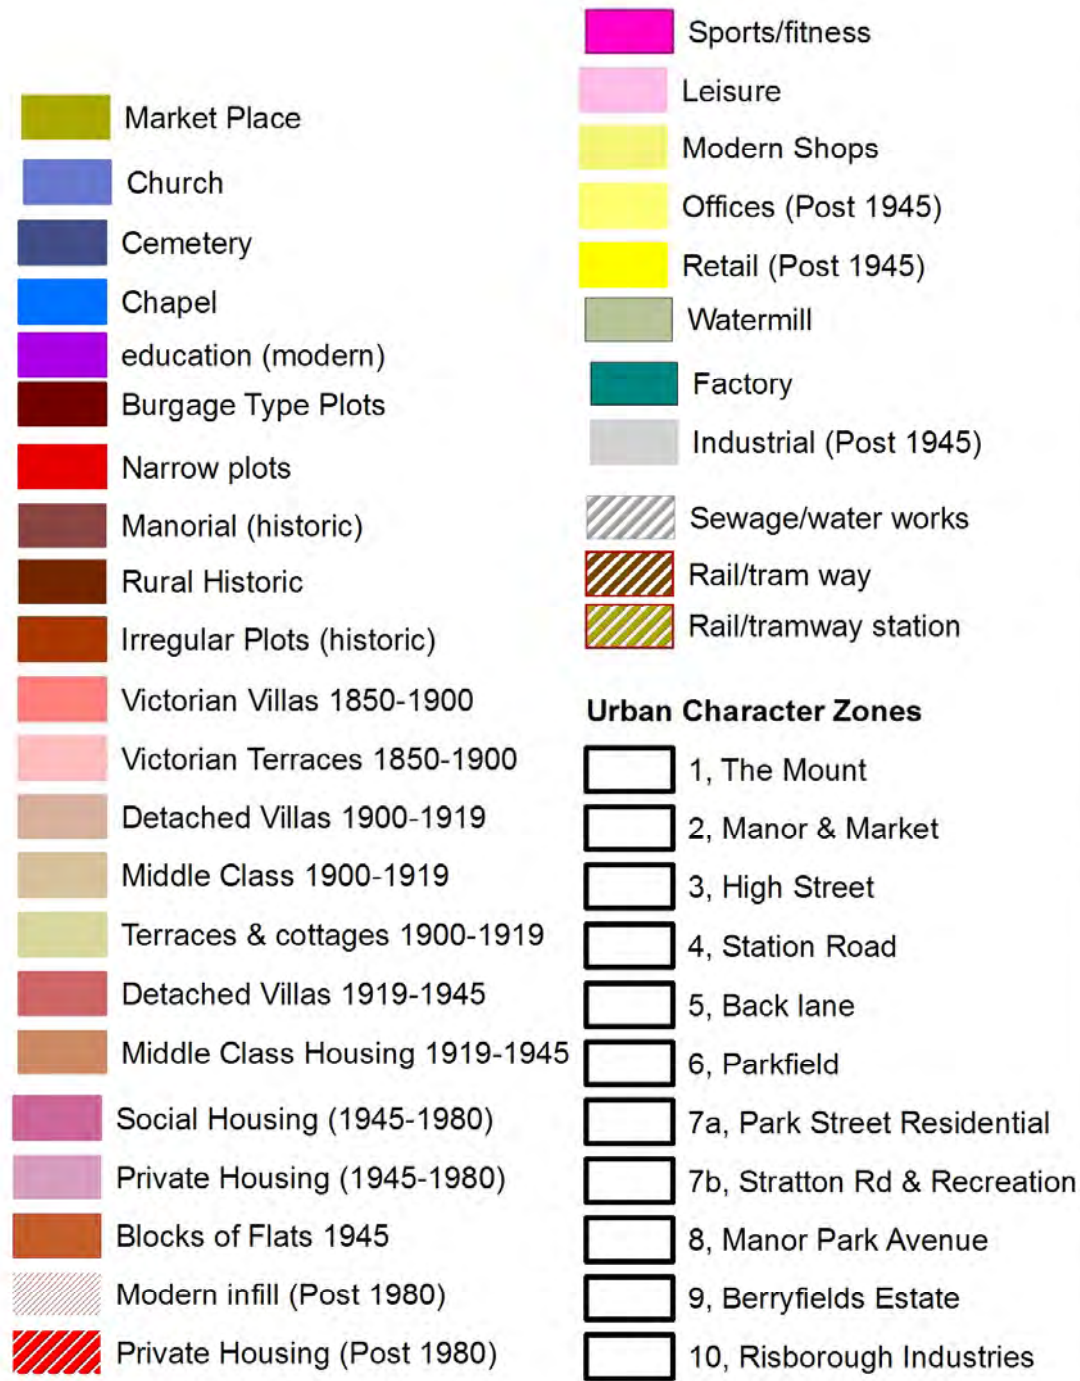 Market Place
Church
Cemetery
Chapel
education (modern)
Burgage Type Plots
Narrow plots
Manorial (historic)
Rural Historic
Irregular Plots (historic)
Victorian Villas 1850-1900
Victorian Terraces 1850-1900
Detached Villas 1900-1919
Middle Class 1900-1919
Terraces & cottages 1900-1919
Detached Villas 1919-1945
Middle Class Housing 1919-1945
Social Housing (1945-1980)
Private Housing (1945-1980)
Blocks of Flats 1945
Modern infill (Post 1980)
Private Housing (Post 1980)
Sports/fitness
Leisure
Modern Shops
Offices (Post 1945)
Retail (Post 1945)
Watermill
Factory
Industrial (Post 1945)
Sewage/water works
Rail/tram way
Rail/tramway station
Urban Character Zones
1, The Mount
2, Manor & Market
3, High Street
4, Station Road
5, Back lane
6, Parkfield
7a, Park Street Residential
7b, Stratton Rd & Recreation
8, Manor Park Avenue
9, Berryfields Estate
10, Risborough Industries